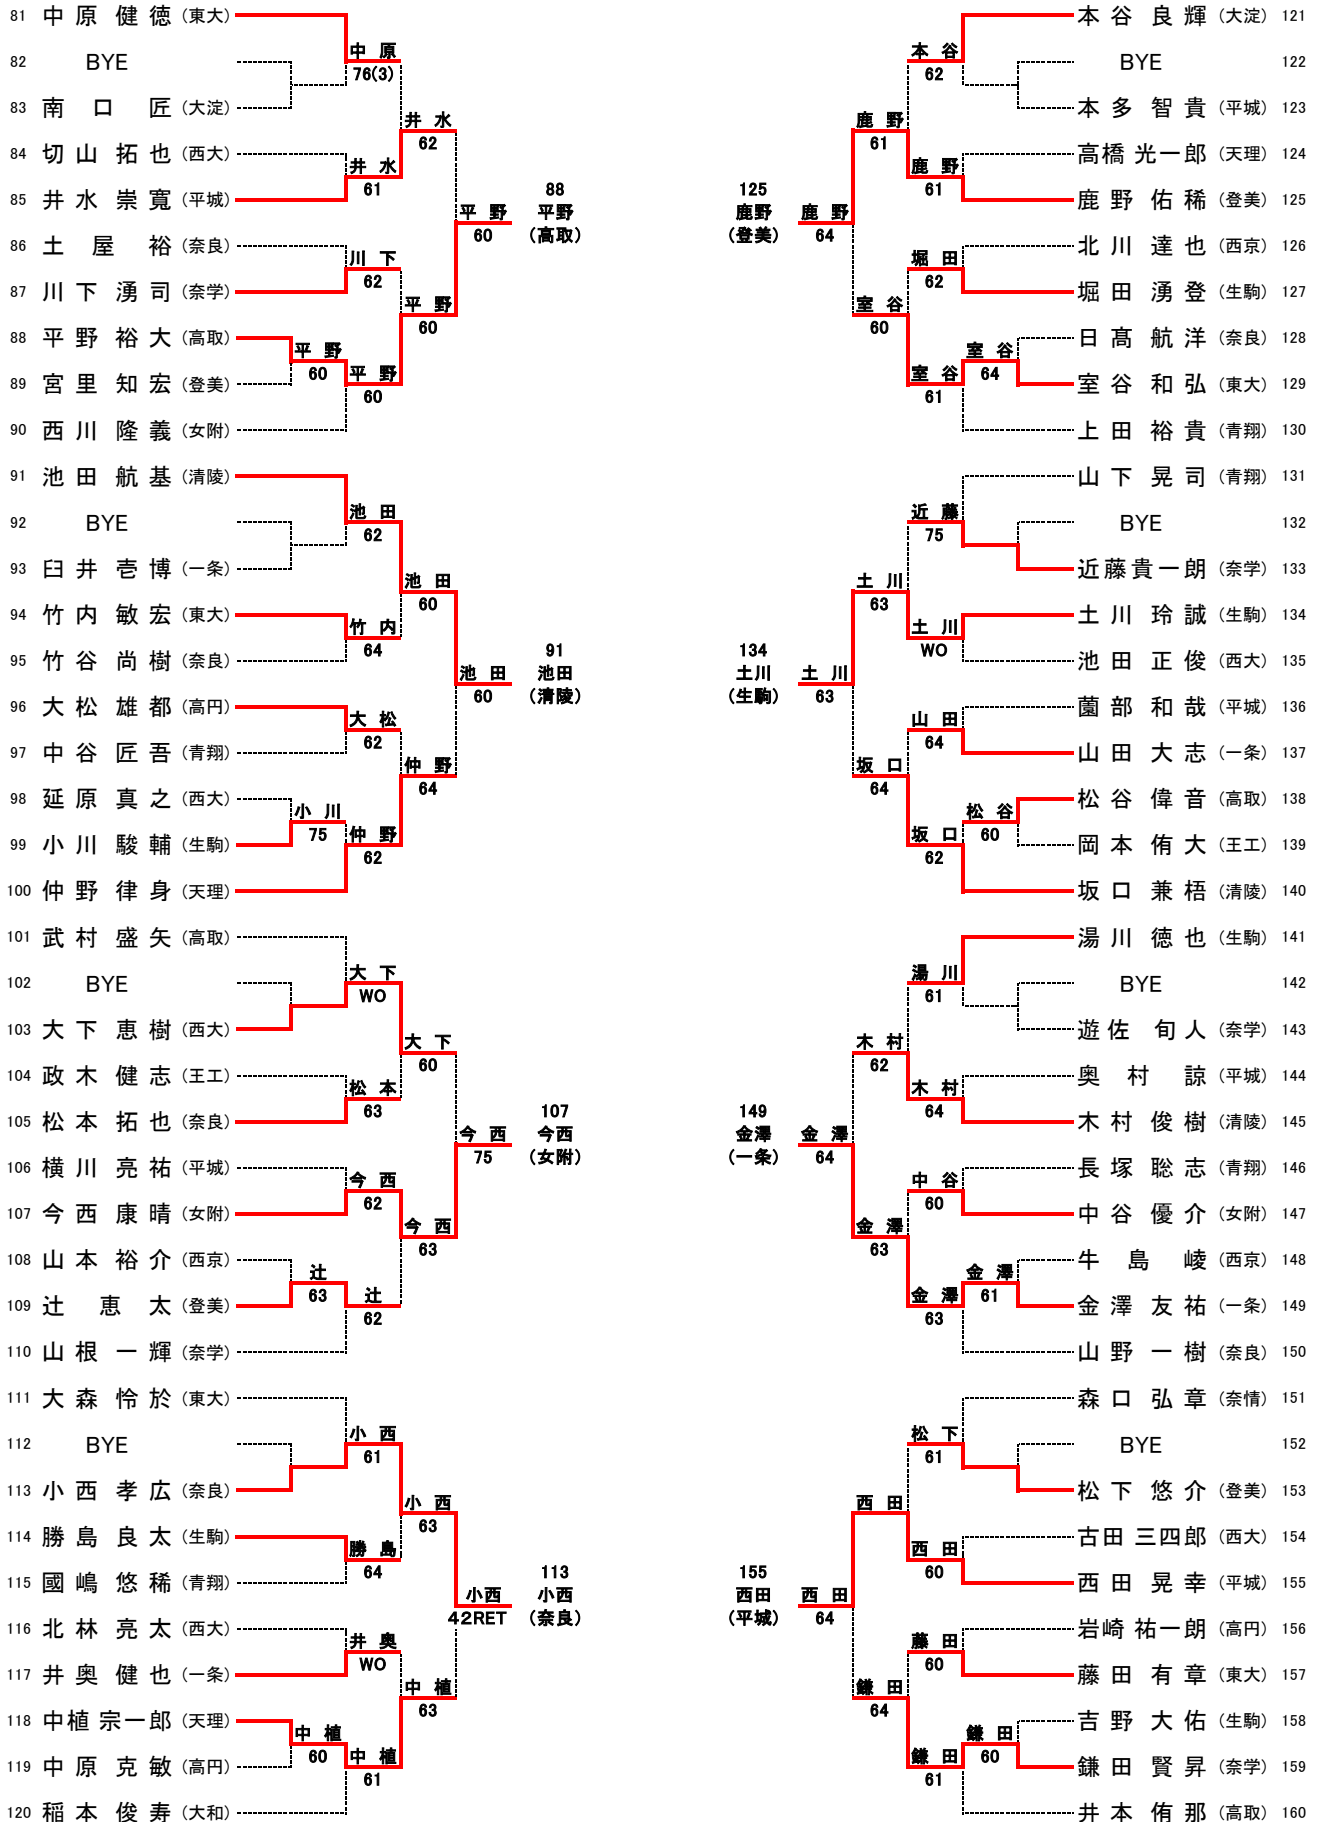 81 中原健徳 (東大)
82 BYE
83 南口匠 (大淀)
84 切山拓也 (西大)
85 井水崇寛 (平城)
86 土屋裕 (奈良)
87 川下湧司 (奈学)
88 平野裕大 (高取)
89 宮里知宏 (登美)
90 西川隆義 (女附)
91 池田航基 (清陵)
92 BYE
93 臼井壱博 (一条)
94 竹内敏宏 (東大)
95 竹谷尚樹 (奈良)
96 大松雄都 (高円)
97 中谷匠吾 (青翔)
98 延原真之 (西大)
99 小川駿輔 (生駒)
100 仲野律身 (天理)
101 武村盛矢 (高取)
102 BYE
103 大下恵樹 (西大)
104 政木健志 (王工)
105 松本拓也 (奈良)
106 横川亮祐 (平城)
107 今西康晴 (女附)
108 山本裕介 (西京)
109 辻恵太 (登美)
110 山根一輝 (奈学)
111 大森怜於 (東大)
112 BYE
113 小西孝広 (奈良)
114 勝島良太 (生駒)
115 國嶋悠稀 (青翔)
116 北林亮太 (西大)
117 井奥健也 (一条)
118 中植宗一郎 (天理)
119 中原克敏 (高円)
120 稲本俊寿 (大和)
平野
60
小川
75
辻
63
中植
60
中原
76(3)
井水
61
川下
62
平野
60
池田
62
竹内
64
大松
62
仲野
62
大下
WO
松本
63
今西
62
辻
62
小西
61
勝島
64
井奥
WO
中植
61
井水
62
平野
60
池田
60
仲野
64
大下
60
今西
63
小西
63
中植
63
平野
60
池田
60
今西
75
小西
42RET
88
平野
(高取)
91
池田
(清陵)
107
今西
(女附)
113
小西
(奈良)
125
鹿野
(登美)
134
土川
(生駒)
149
金澤
(一条)
155
西田
(平城)
鹿野
64
土川
63
金澤
64
西田
64
鹿野
61
室谷
60
土川
63
坂口
64
木村
62
金澤
63
西田
鎌田
64
本谷
62
鹿野
61
堀田
62
室谷
61
近藤
75
土川
WO
山田
64
坂口
62
湯川
61
木村
64
中谷
60
金澤
63
松下
61
西田
60
藤田
60
鎌田
61
室谷
64
松谷
60
金澤
61
鎌田
60
本谷良輝 (大淀) 121
BYE 122
本多智貴 (平城) 123
高橋光一郎 (天理) 124
鹿野佑稀 (登美) 125
北川達也 (西京) 126
堀田湧登 (生駒) 127
日髙航洋 (奈良) 128
室谷和弘 (東大) 129
上田裕貴 (青翔) 130
山下晃司 (青翔) 131
BYE 132
近藤貴一朗 (奈学) 133
土川玲誠 (生駒) 134
池田正俊 (西大) 135
薗部和哉 (平城) 136
山田大志 (一条) 137
松谷偉音 (高取) 138
岡本侑大 (王工) 139
坂口兼梧 (清陵) 140
湯川徳也 (生駒) 141
BYE 142
遊佐旬人 (奈学) 143
奥村諒 (平城) 144
木村俊樹 (清陵) 145
長塚聡志 (青翔) 146
中谷優介 (女附) 147
牛島崚 (西京) 148
金澤友祐 (一条) 149
山野一樹 (奈良) 150
森口弘章 (奈情) 151
BYE 152
松下悠介 (登美) 153
古田三四郎 (西大) 154
西田晃幸 (平城) 155
岩崎祐一朗 (高円) 156
藤田有章 (東大) 157
吉野大佑 (生駒) 158
鎌田賢昇 (奈学) 159
井本侑那 (高取) 160